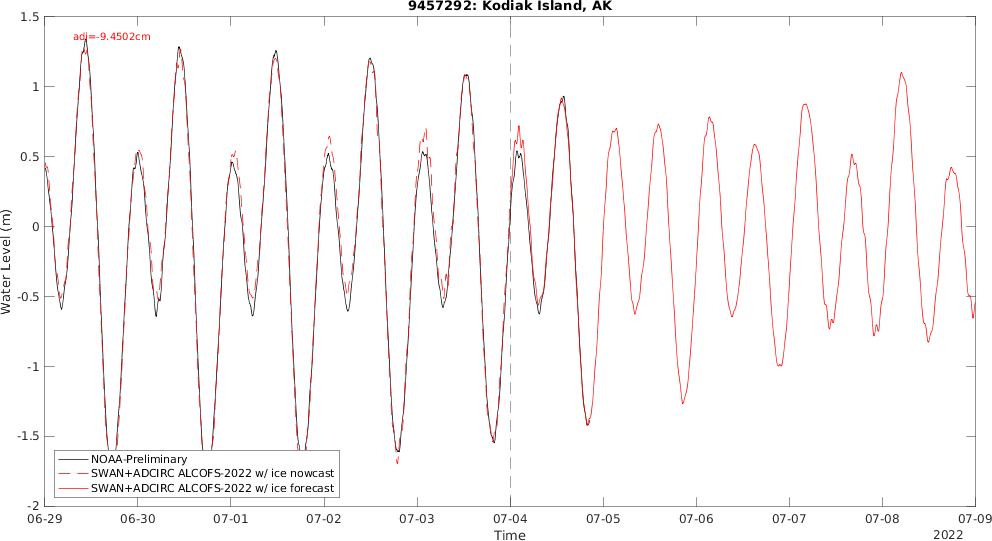 9457292: Kodiak Island, AK
adj=-9.4502cm
1.5
1
0.5
0
-0.5
-1
-1.5
-2
Water Level (m)
NOAA-Preliminary
SWAN+ADCIRC ALCOFS-2022 w/ ice nowcast
SWAN+ADCIRC ALCOFS-2022 w/ ice forecast
06-29 06-30 07-01 07-02 07-03 07-04 07-05 07-06 07-07 07-08 07-09
Time
2022